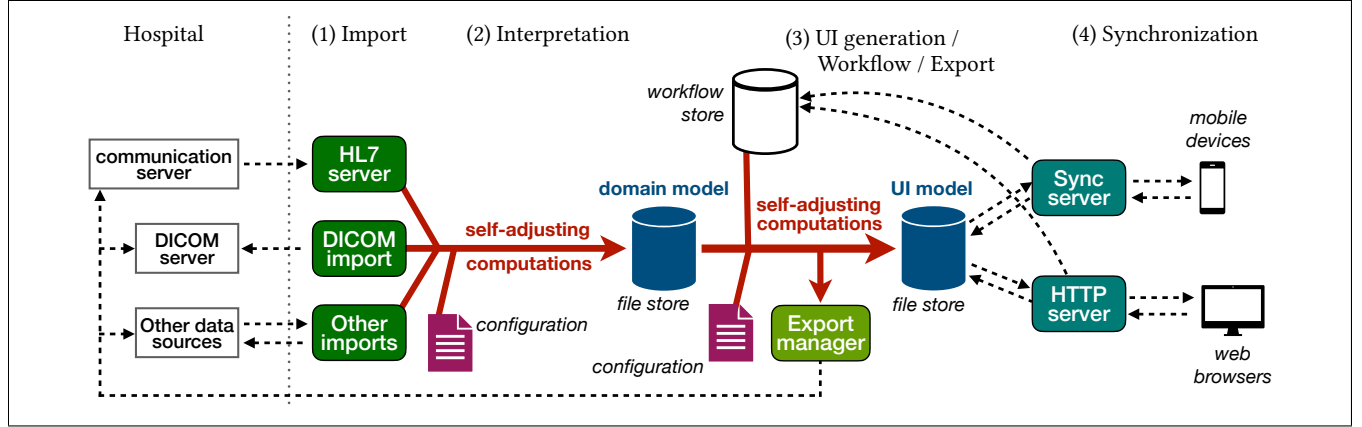 Hospital
(1) Import
(2) Interpretation
(3) UI generation /
Workflow / Export
(4) Synchronization
workflow
store
mobile
devices
communication
server
HL7
server
domain model
UI model
Sync
server
self-adjusting
computations
self-adjusting
computations
DICOM
server
DICOM
import
file store
file store
HTTP
server
Other data
sources
Other
imports
configuration
configuration
Export
manager
web
browsers